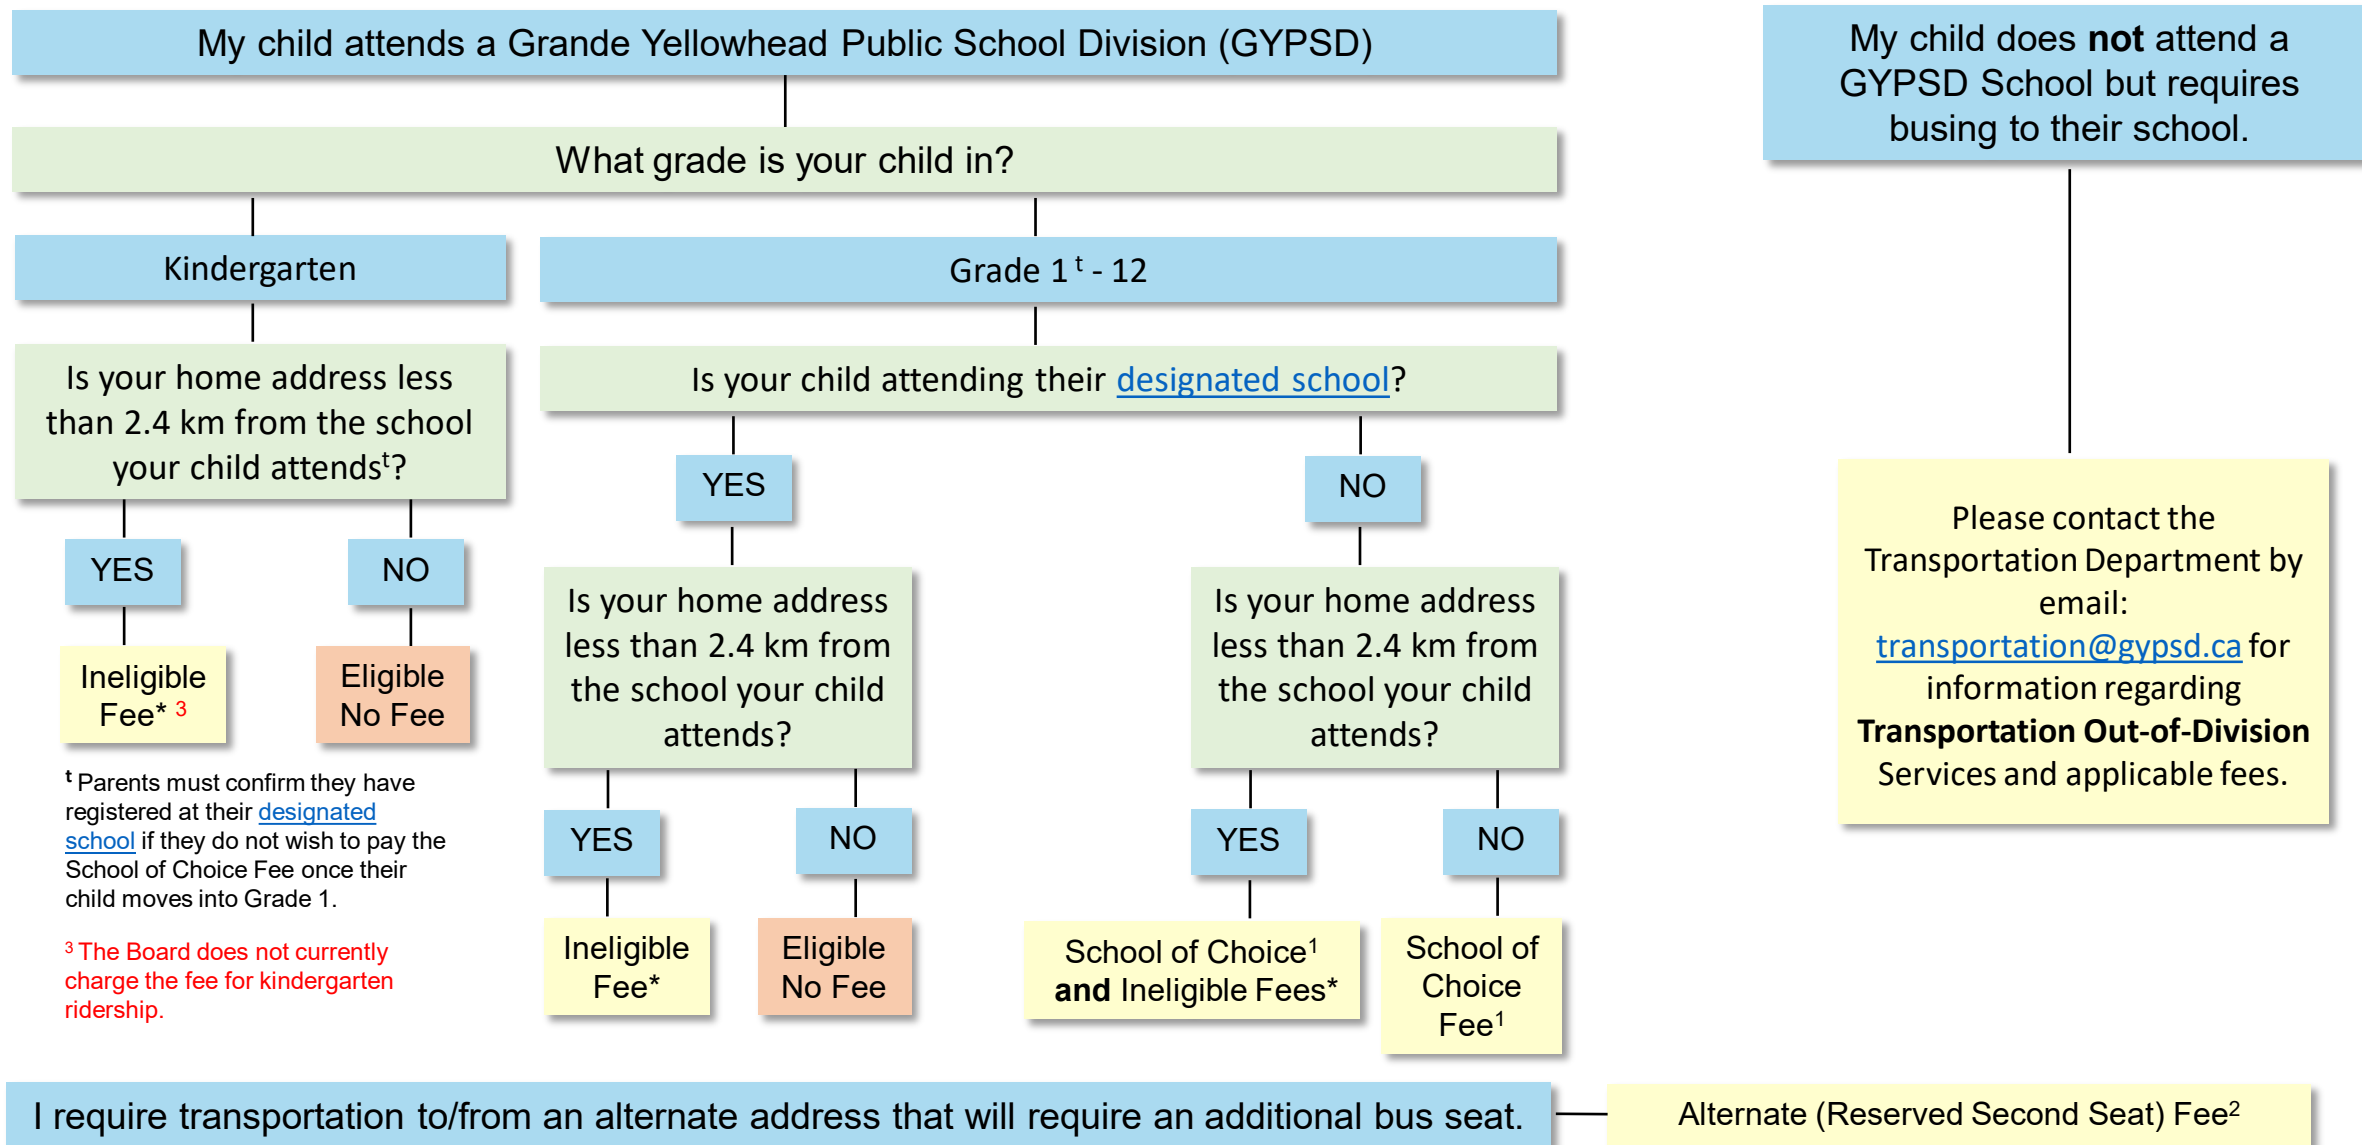 My child attends a Grande Yellowhead Public School Division (GYPSD)
What grade is your child in?
Kindergarten
Grade 1 ᵗ - 12
Is your home address less
than 2.4 km from the school
your child attendsᵗ?
YES
NO
Ineligible
Fee* ³
Eligible
No Fee
ᵗ Parents must confirm they have
registered at their designated
school if they do not wish to pay the
School of Choice Fee once their
child moves into Grade 1.
³ The Board does not currently
charge the fee for kindergarten
ridership.
Is your child attending their designated school?
YES
Is your home address
less than 2.4 km from
the school your child
attends?
YES
NO
Ineligible
Fee*
Eligible
No Fee
NO
Is your home address
less than 2.4 km from
the school your child
attends?
YES
NO
School of Choice¹
and Ineligible Fees*
School of
Choice
Fee¹
My child does not attend a
GYPSD School but requires
busing to their school.
Please contact the
Transportation Department by
email:
transportation@gypsd.ca for
information regarding
Transportation Out-of-Division
Services and applicable fees.
I require transportation to/from an alternate address that will require an additional bus seat.
Alternate (Reserved Second Seat) Fee²